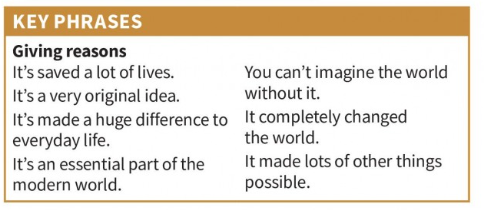 KEY PHRASES
Giving reasons
It's saved a lot of lives.
It's a very original idea.
It's made a huge difference to
everyday life.
It's an essential part of the
modern world.
You can't imagine the world
without it.
It completely changed
the world.
It made lots of other things
possible.